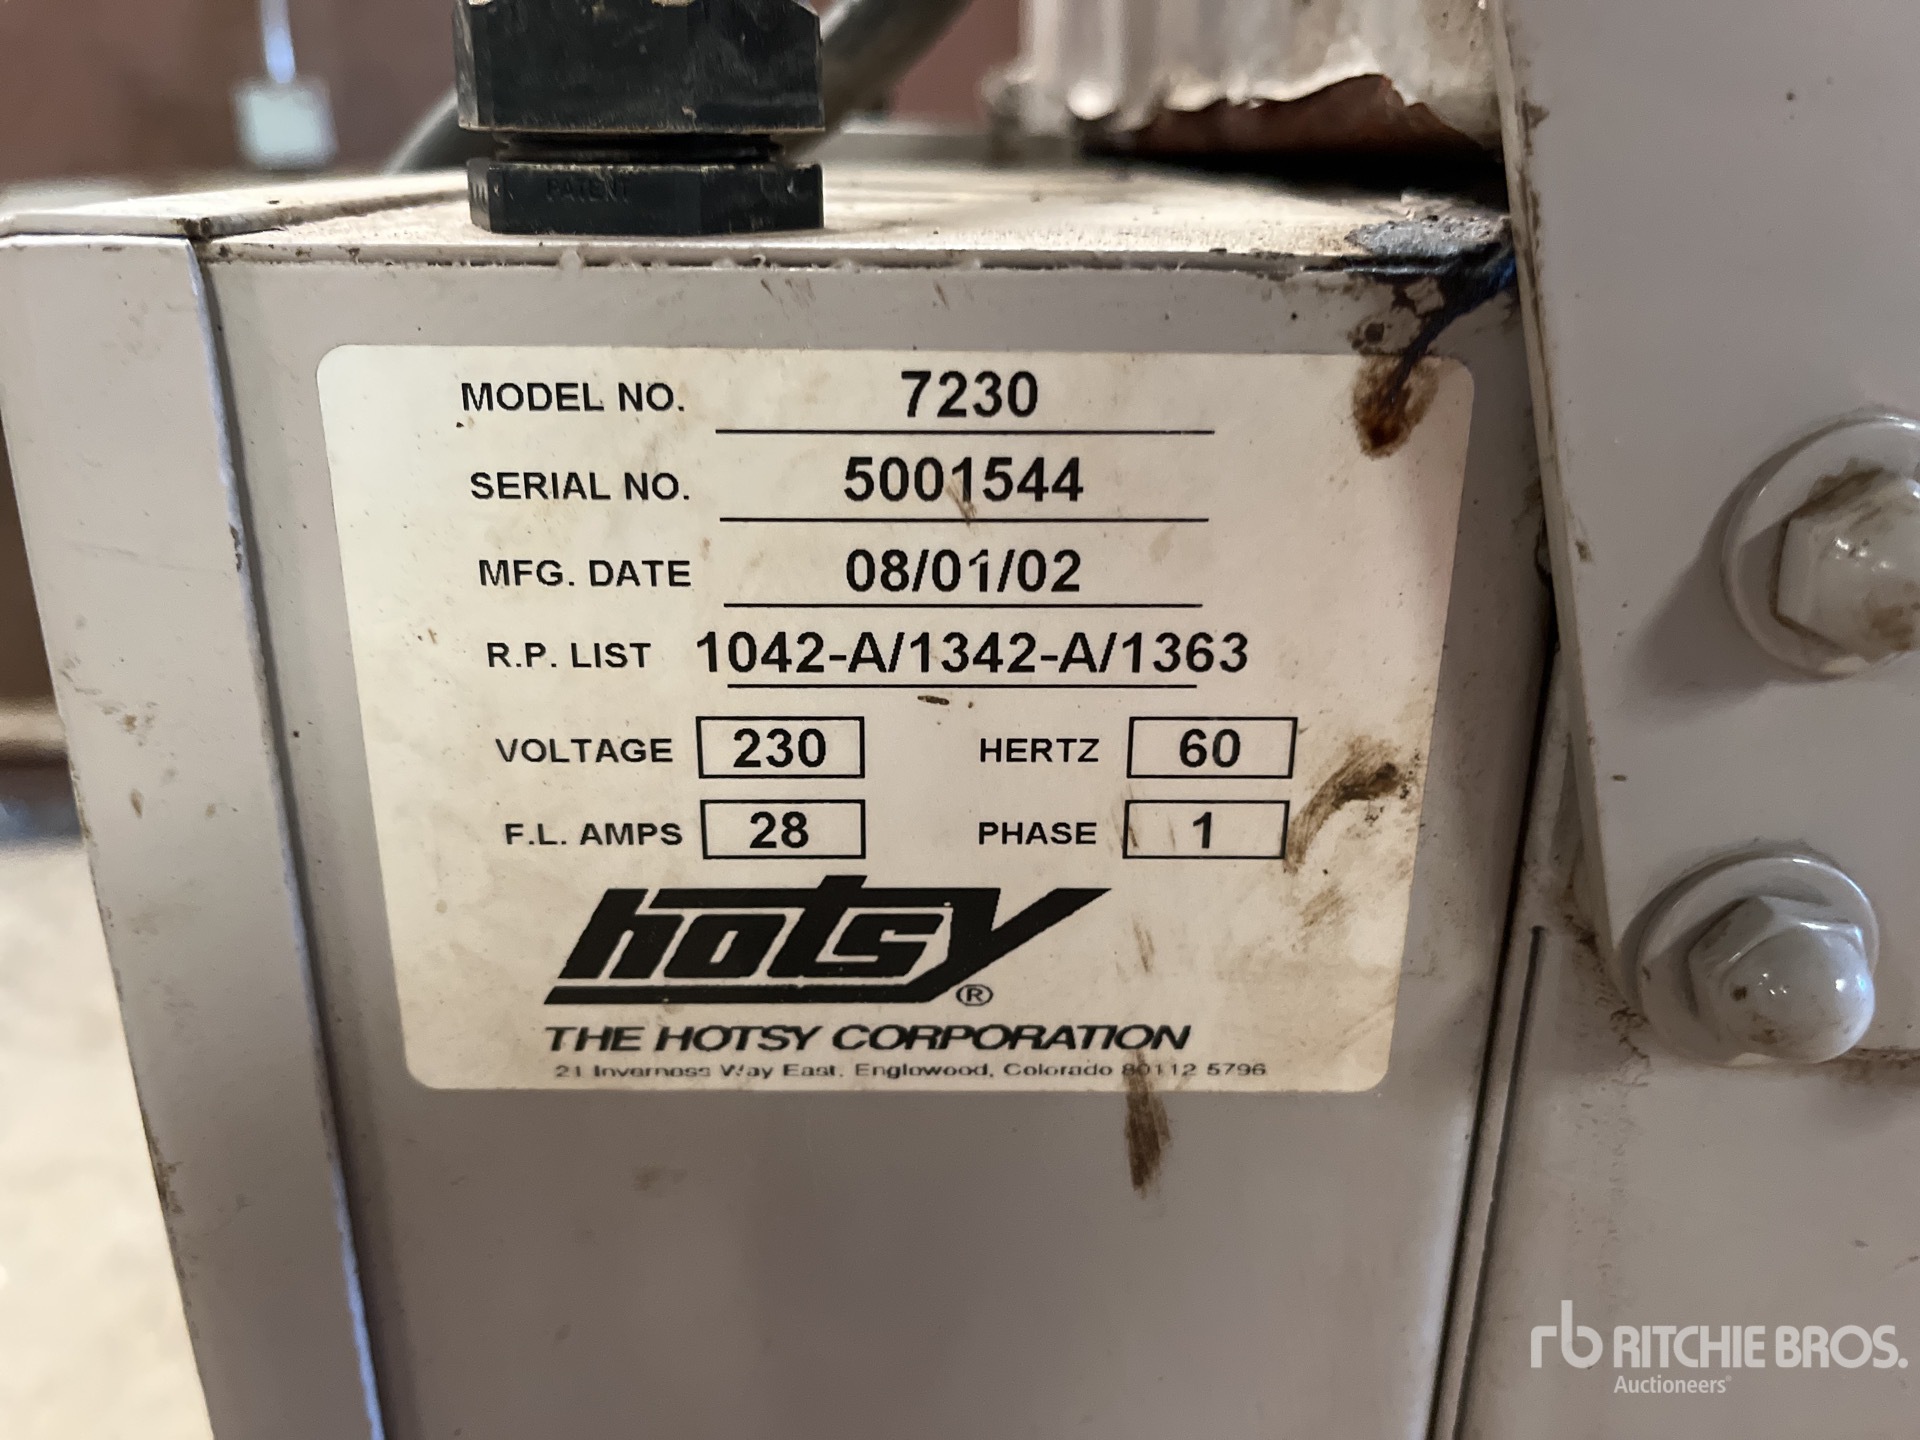 PATENT
MODEL NO. 7230
SERIAL NO. 5001544
MFG. DATE 08/01/02
R.P. LIST 1042-A/1342-A/1363
VOLTAGE 230 HERTZ 60
F.L. AMPS 28 PHASE 1
hotsy®
THE HOTSY CORPORATION
21 Inverness Way East, Englewood, Colorado 80112 5796
rb RITCHIE BROS.
Auctioneers